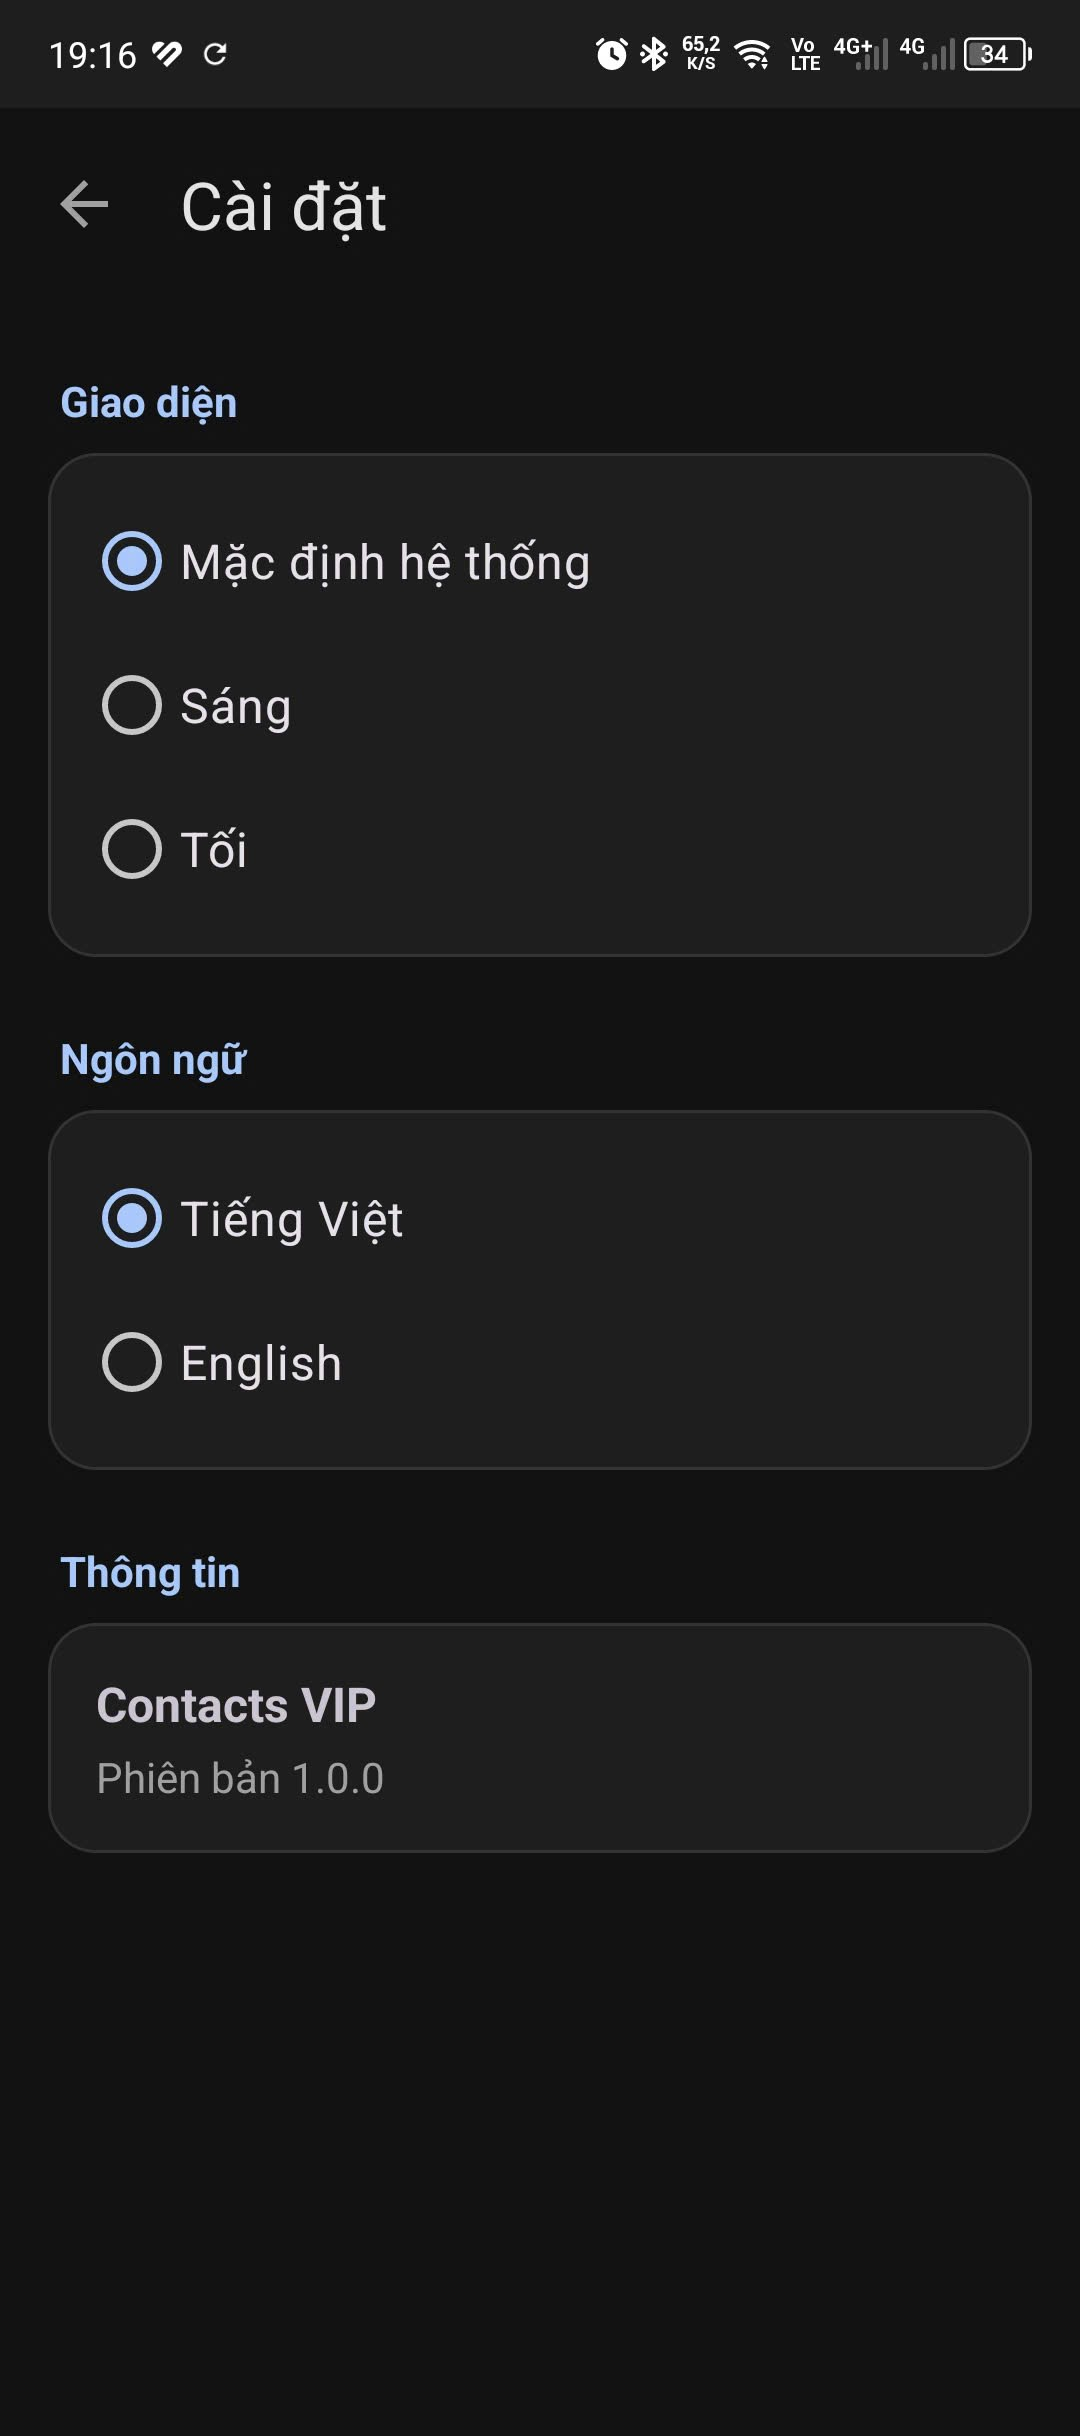 19:16 65,2 K/S Vo LTE 4G+ 4G 34
Cài đặt
Giao diện
Mặc định hệ thống
Sáng
Tối
Ngôn ngữ
Tiếng Việt
English
Thông tin
Contacts VIP
Phiên bản 1.0.0